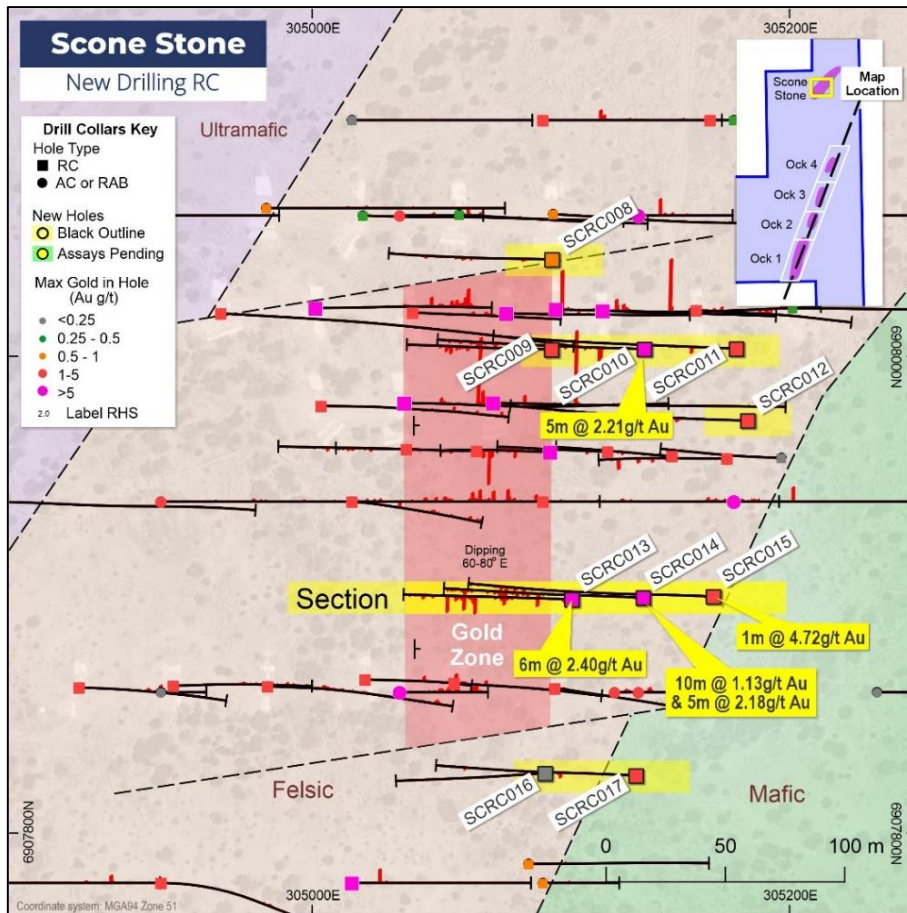 Scone Stone
New Drilling RC
Drill Collars Key
Hole Type
RC
AC or RAB
New Holes
Black Outline
Assays Pending
Max Gold in Hole
(Au g/t)
<0.25
0.25 - 0.5
0.5 - 1
1-5
>5
2.0 Label RHS
305000E
305200E
Ultramafic
Scone
Stone
Map
Location
Ock 4
Ock 3
Ock 2
Ock 1
SCRC008
6908000N
SCRC009
SCRC010
SCRC011
SCRC012
5m @ 2.21g/t Au
Dipping
60-80° E
SCRC013
SCRC014
SCRC015
Section
Gold
Zone
1m @ 4.72g/t Au
6m @ 2.40g/t Au
10m @ 1.13g/t Au
& 5m @ 2.18g/t Au
Felsic
SCRC016
SCRC017
Mafic
6907800N
6907800N
0 50 100 m
305000E
305200E
Coordinate system: MGA94 Zone 51